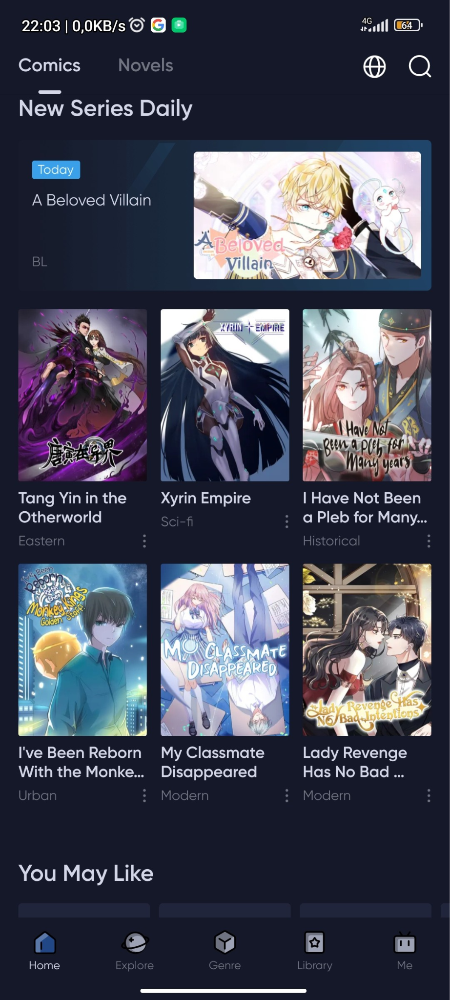 22:03 | 0,0KB/s
4G
64
Comics
Novels
New Series Daily
Today
A Beloved Villain
BL
A Beloved
Villain
XYRIN EMPIRE
唐寅在异界
I Have Not
Been a Pleb for
Many years
Tang Yin in the
Otherworld
Eastern
Xyrin Empire
Sci-fi
I Have Not Been
a Pleb for Many...
Historical
I've Been
Reborn
With
the
Monkey Kings
Golden Staff!
My Classmate
Disappeared
Lady Revenge Has
No Bad Intentions
I've Been Reborn
With the Monke...
Urban
My Classmate
Disappeared
Modern
Lady Revenge
Has No Bad ...
Modern
You May Like
Home
Explore
Genre
Library
Me